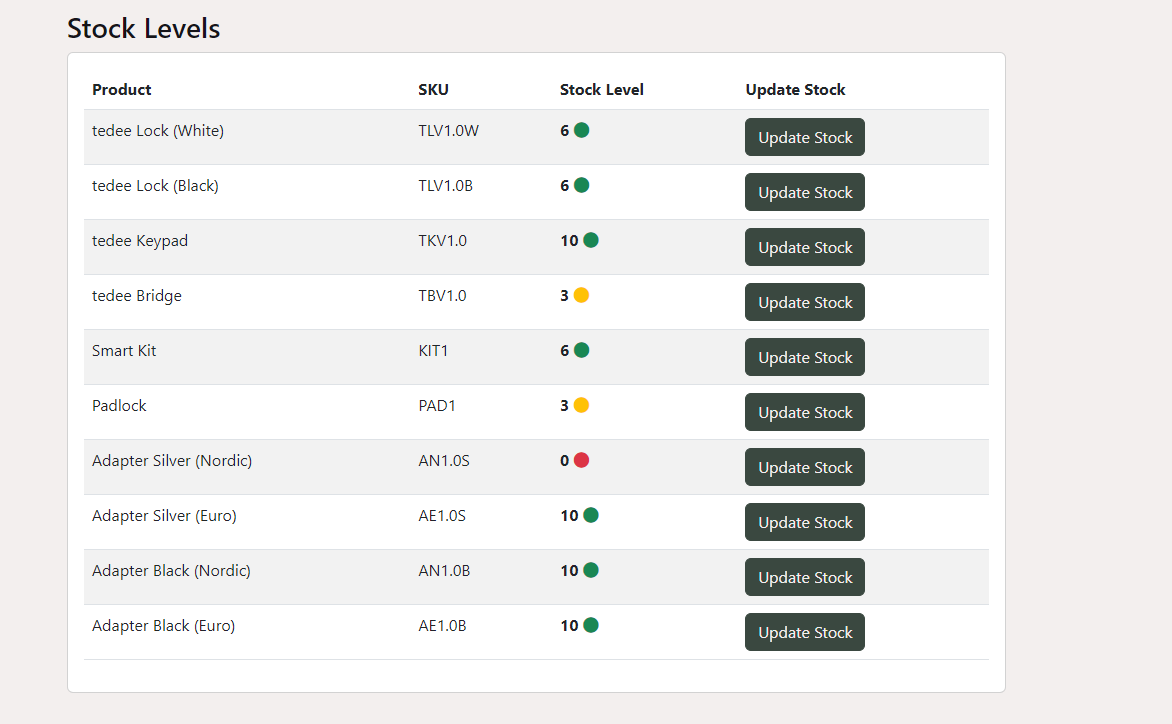 Stock Levels
Product SKU Stock Level Update Stock
tedee Lock (White) TLV1.0W 6 Update Stock
tedee Lock (Black) TLV1.0B 6 Update Stock
tedee Keypad TKV1.0 10 Update Stock
tedee Bridge TBV1.0 3 Update Stock
Smart Kit KIT1 6 Update Stock
Padlock PAD1 3 Update Stock
Adapter Silver (Nordic) AN1.0S 0 Update Stock
Adapter Silver (Euro) AE1.0S 10 Update Stock
Adapter Black (Nordic) AN1.0B 10 Update Stock
Adapter Black (Euro) AE1.0B 10 Update Stock